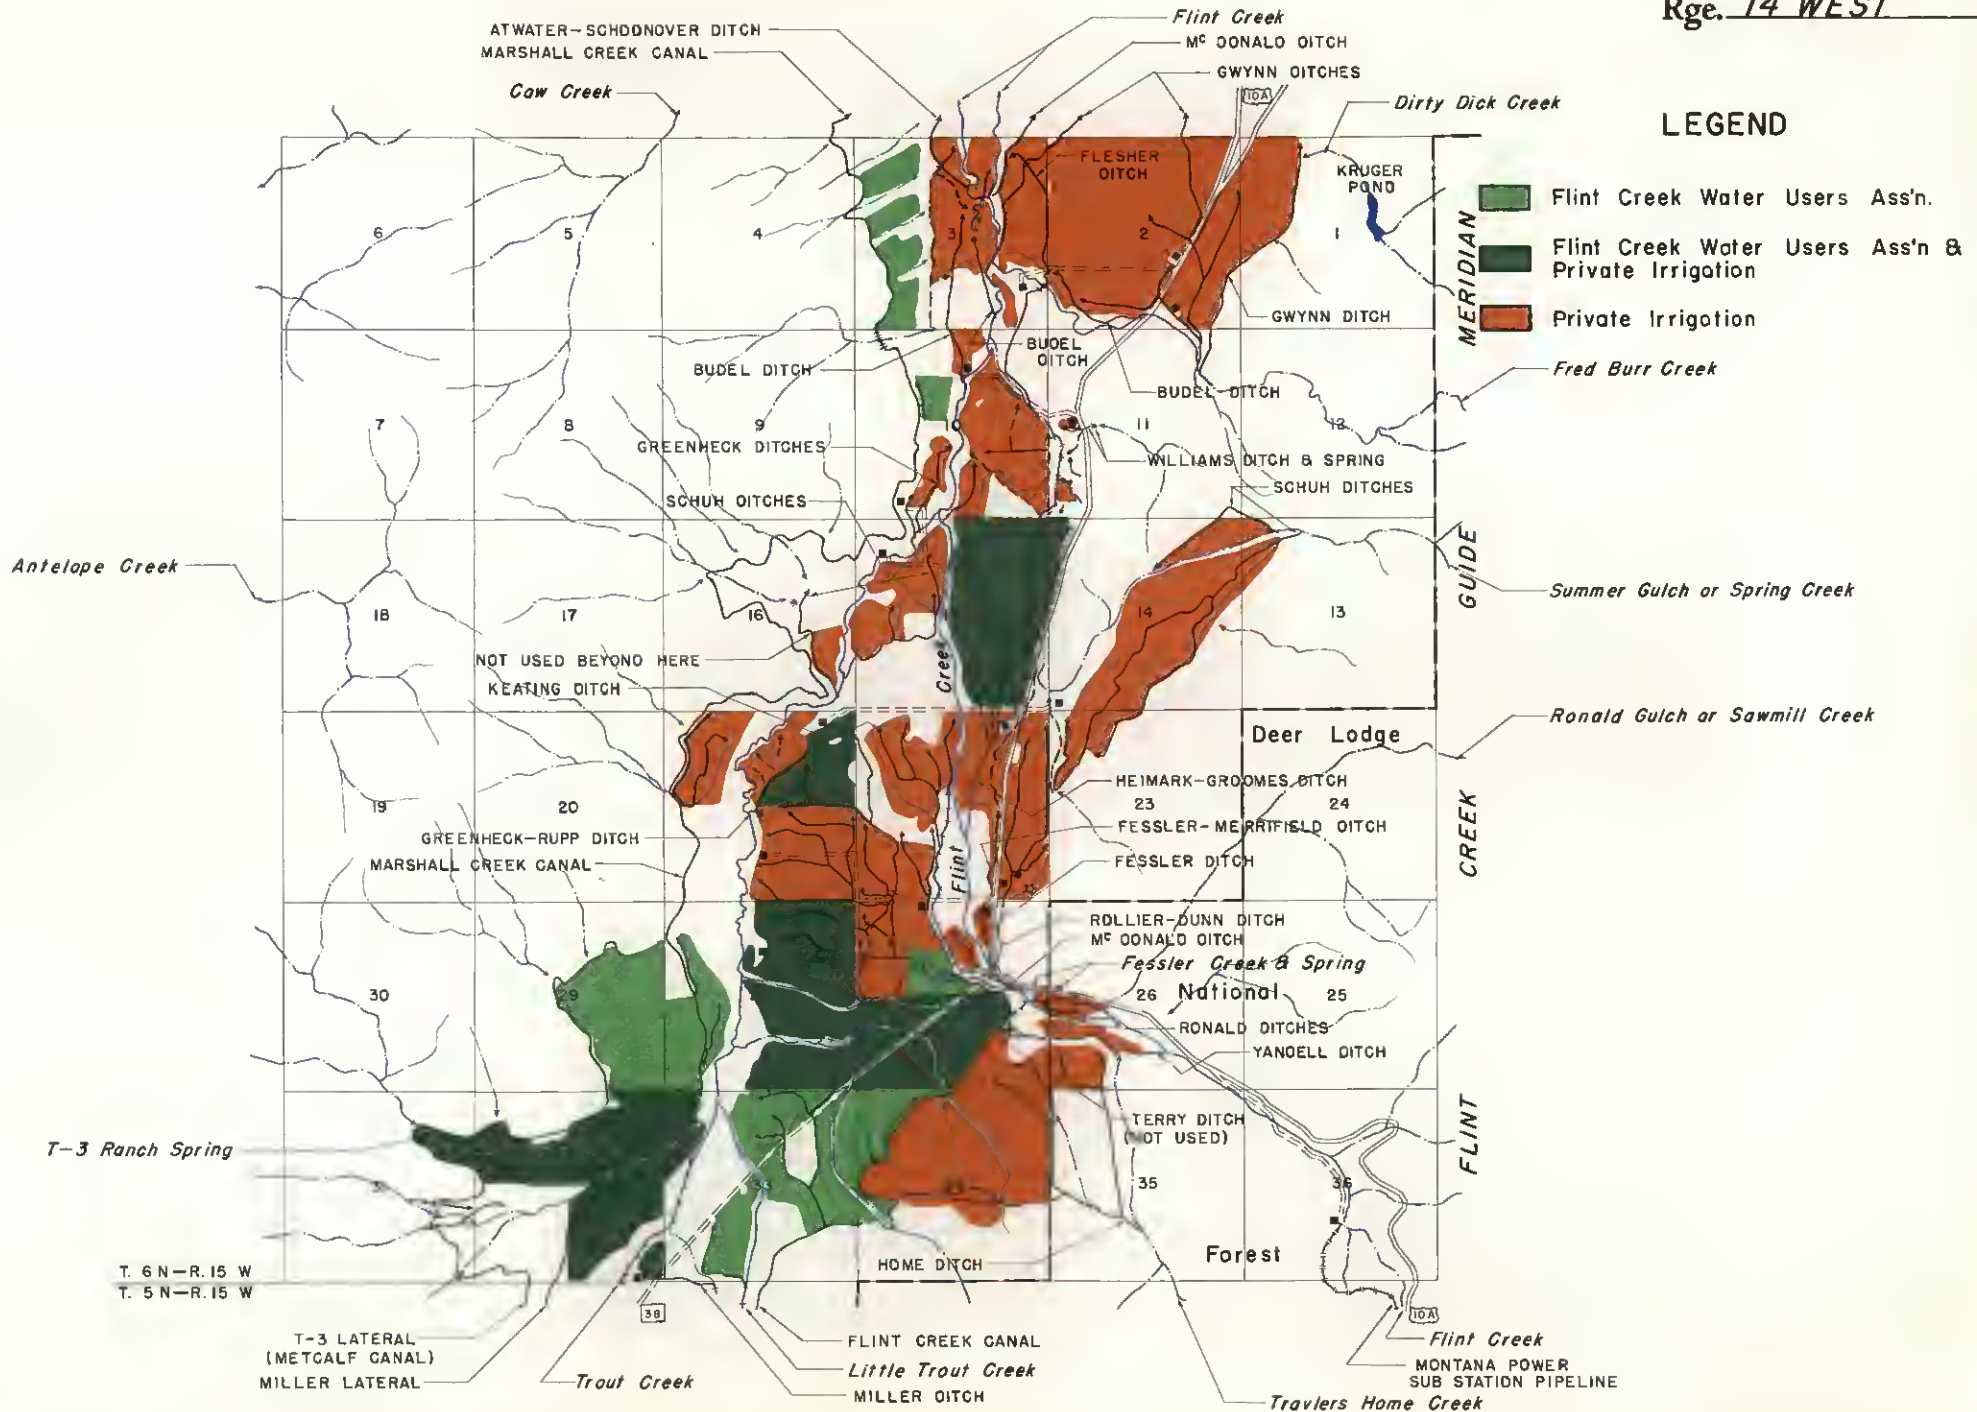 Rge. 14 WEST
Flint Creek
ATWATER-SCHOONOVER DITCH
Mc DONALD DITCH
MARSHALL CREEK CANAL
GWYNN DITCHES
Cow Creek
10A
Dirty Dick Creek
LEGEND
FLESHER
DITCH
KRUGER
POND
Flint Creek Water Users Ass'n.
6
5
4
3
2
1
MERIDIAN
Flint Creek Water Users Ass'n &
Private Irrigation
GWYNN DITCH
Private Irrigation
BUDEL
DITCH
BUDEL DITCH
Fred Burr Creek
BUDEL DITCH
7
8
9
10
11
12
GREENHECK DITCHES
WILLIAMS DITCH & SPRING
SCHUH DITCHES
SCHUH DITCHES
Antelope Creek
GUIDE
Summer Gulch or Spring Creek
18
17
16
14
13
NOT USED BEYOND HERE
Creek
KEATING DITCH
Ronald Gulch or Sawmill Creek
Deer Lodge
HEIMARK-GROOMES DITCH
19
20
23
24
FESSLER-MERRIFIELD DITCH
GREENHECK-RUPP DITCH
CREEK
MARSHALL CREEK CANAL
Flint
FESSLER DITCH
ROLLIER-DUNN DITCH
Mc DONALD DITCH
Fessler Creek & Spring
30
29
26
National
25
RONALD DITCHES
YANDELL DITCH
TERRY DITCH
(NOT USED)
FLINT
T-3 Ranch Spring
33
35
36
Forest
HOME DITCH
T. 6 N-R. 15 W
T. 5 N-R. 15 W
38
10A
T-3 LATERAL
(METCALF CANAL)
FLINT CREEK CANAL
Flint Creek
MILLER LATERAL
Trout Creek
Little Trout Creek
MONTANA POWER
SUB STATION PIPELINE
MILLER DITCH
Travlers Home Creek